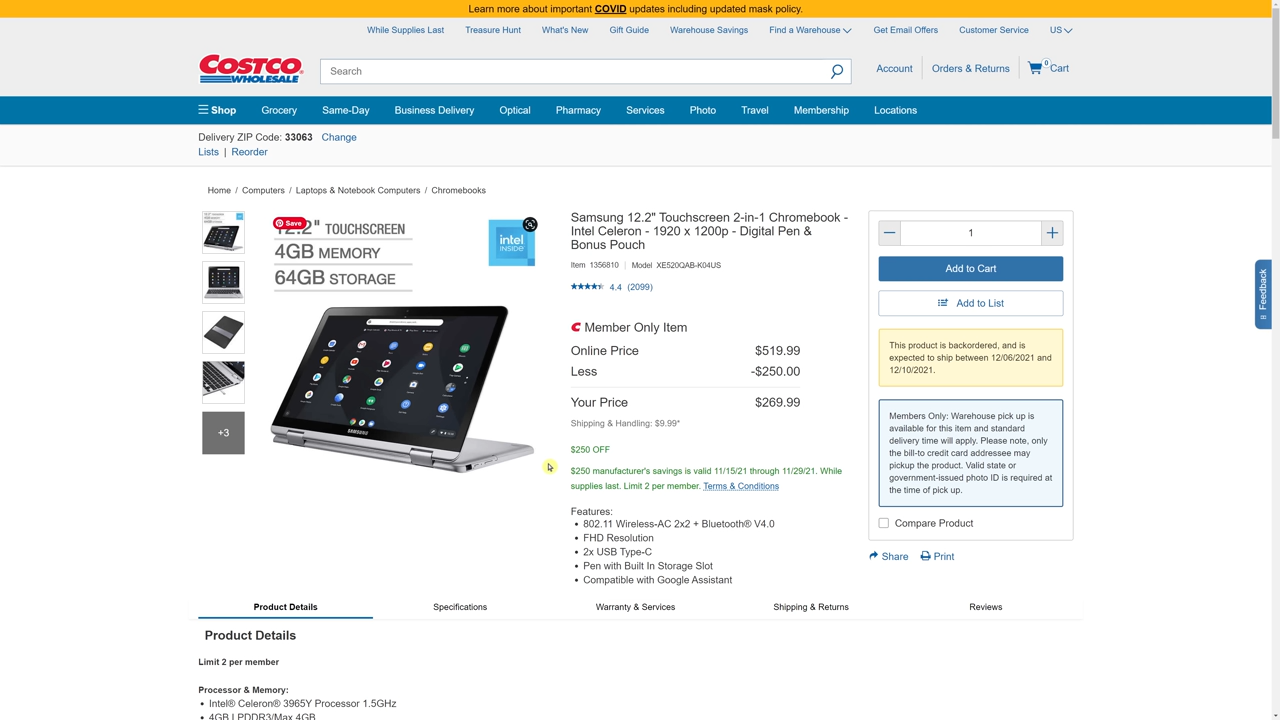 Learn more about important COVID updates including updated mask policy.
While Supplies Last Treasure Hunt What's New Gift Guide Warehouse Savings Find a Warehouse Get Email Offers Customer Service US
COSTCO WHOLESALE
Search
Account Orders & Returns 0 Cart
Shop Grocery Same-Day Business Delivery Optical Pharmacy Services Photo Travel Membership Locations
Delivery ZIP Code: 33063 Change
Lists | Reorder
Home / Computers / Laptops & Notebook Computers / Chromebooks
+3
Save
12.2" TOUCHSCREEN
4GB MEMORY
64GB STORAGE
intel
INSIDE
SAMSUNG
Samsung 12.2" Touchscreen 2-in-1 Chromebook -
Intel Celeron - 1920 x 1200p - Digital Pen &
Bonus Pouch
Item 1356810 | Model XE520QAB-K04US
4.4 (2099)
Member Only Item
Online Price $519.99
Less -$250.00
Your Price $269.99
Shipping & Handling: $9.99*
$250 OFF
$250 manufacturer's savings is valid 11/15/21 through 11/29/21. While
supplies last. Limit 2 per member. Terms & Conditions
Features:
• 802.11 Wireless-AC 2x2 + Bluetooth® V4.0
• FHD Resolution
• 2x USB Type-C
• Pen with Built In Storage Slot
• Compatible with Google Assistant
1
Add to Cart
Add to List
This product is backordered, and is
expected to ship between 12/06/2021 and
12/10/2021.
Members Only: Warehouse pick up is
available for this item and standard
delivery time will apply. Please note, only
the bill-to credit card addressee may
pickup the product. Valid state or
government-issued photo ID is required at
the time of pick up.
Compare Product
Share Print
Feedback
Product Details Specifications Warranty & Services Shipping & Returns Reviews
Product Details
Limit 2 per member
Processor & Memory:
• Intel® Celeron® 3965Y Processor 1.5GHz
• 4GB LPDDR3/Max 4GB